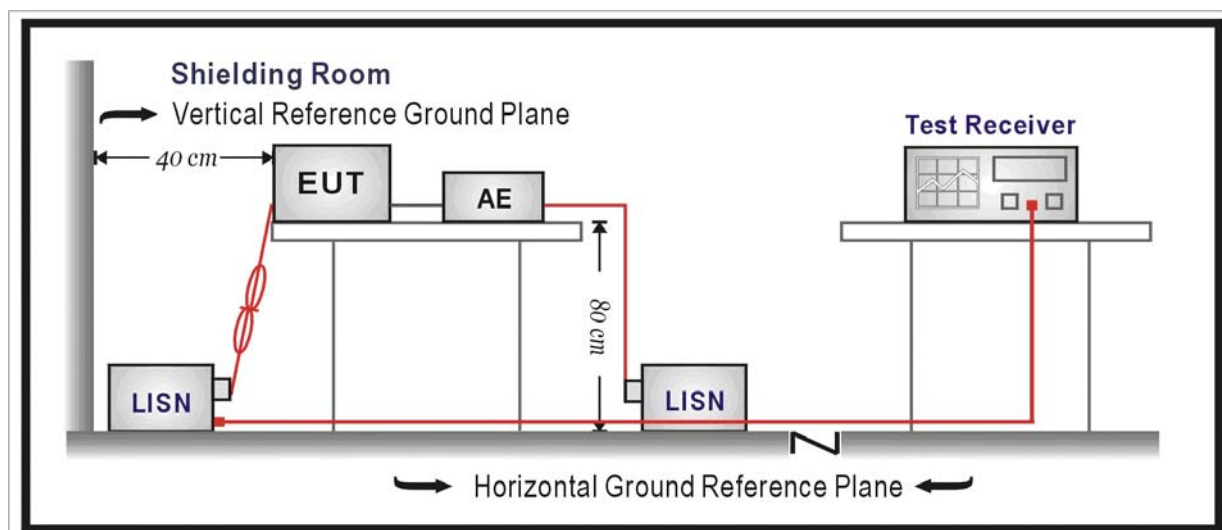 Shielding Room
Vertical Reference Ground Plane
Test Receiver
40 cm
EUT
AE
80 cm
LISN
LISN
Horizontal Ground Reference Plane